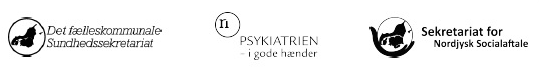 Det fælleskommunale
Sundhedssekretariat
n
PSYKIATRIEN
– i gode hænder
Sekretariat for
Nordjysk Socialaftale